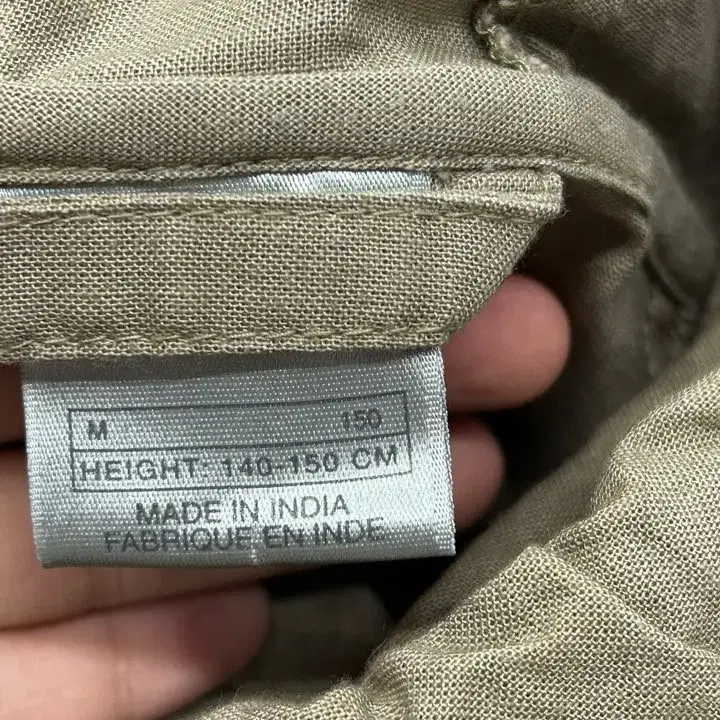 M 150
HEIGHT: 140-150 CM
MADE IN INDIA
FABRIQUE EN INDE